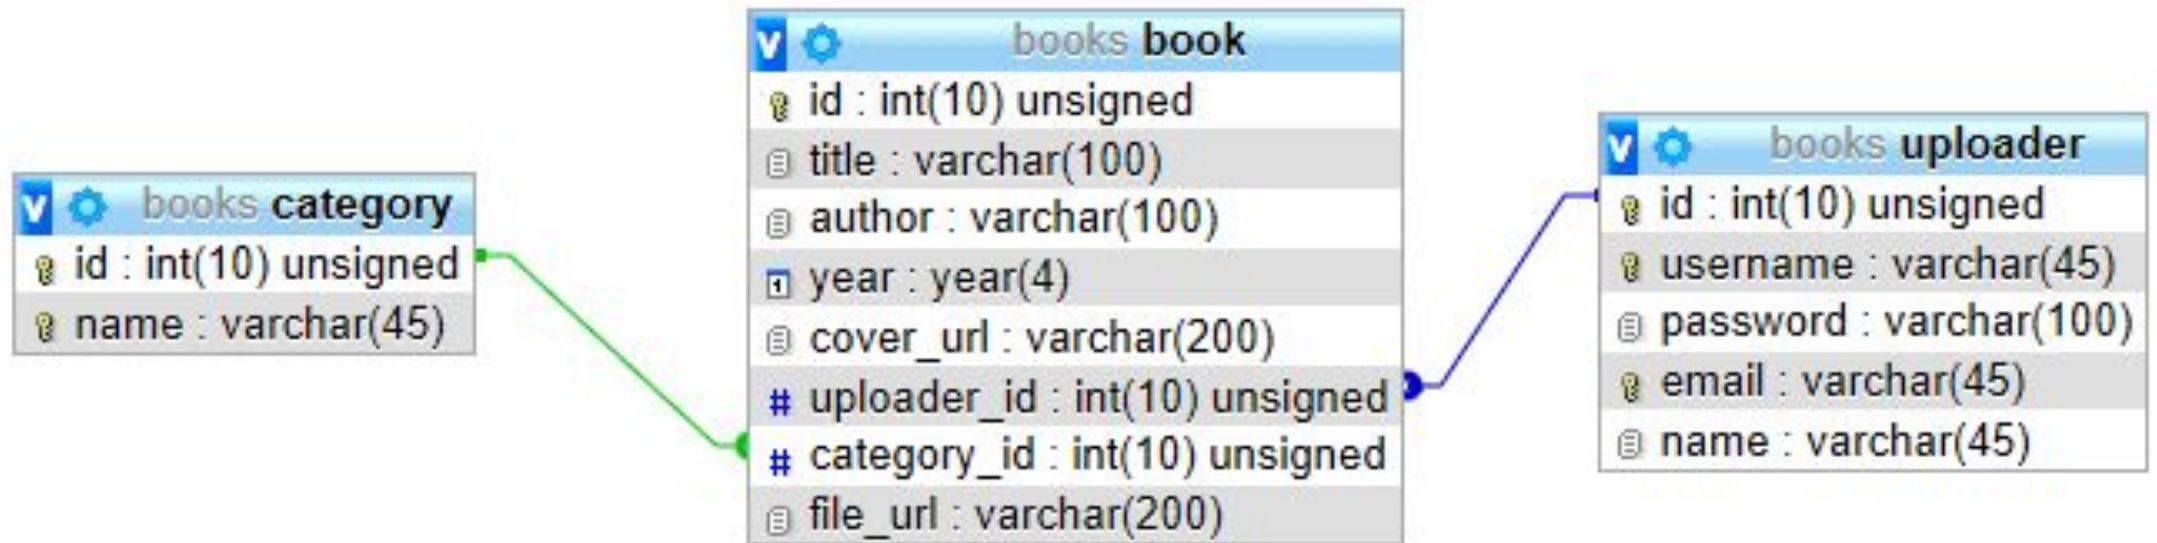 books category
id : int(10) unsigned
name : varchar(45)
books book
id : int(10) unsigned
title : varchar(100)
author : varchar(100)
year : year(4)
cover_url : varchar(200)
# uploader_id : int(10) unsigned
# category_id : int(10) unsigned
file_url : varchar(200)
books uploader
id : int(10) unsigned
username : varchar(45)
password : varchar(100)
email : varchar(45)
name : varchar(45)